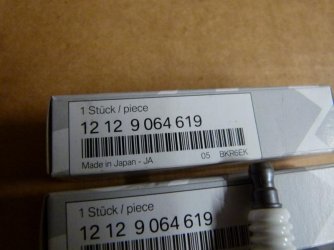 1 Stück / piece
12 12 9 064 619
Made in Japan - JA 05 BKR6EK
1 Stück / piece
12 12 9 064 619